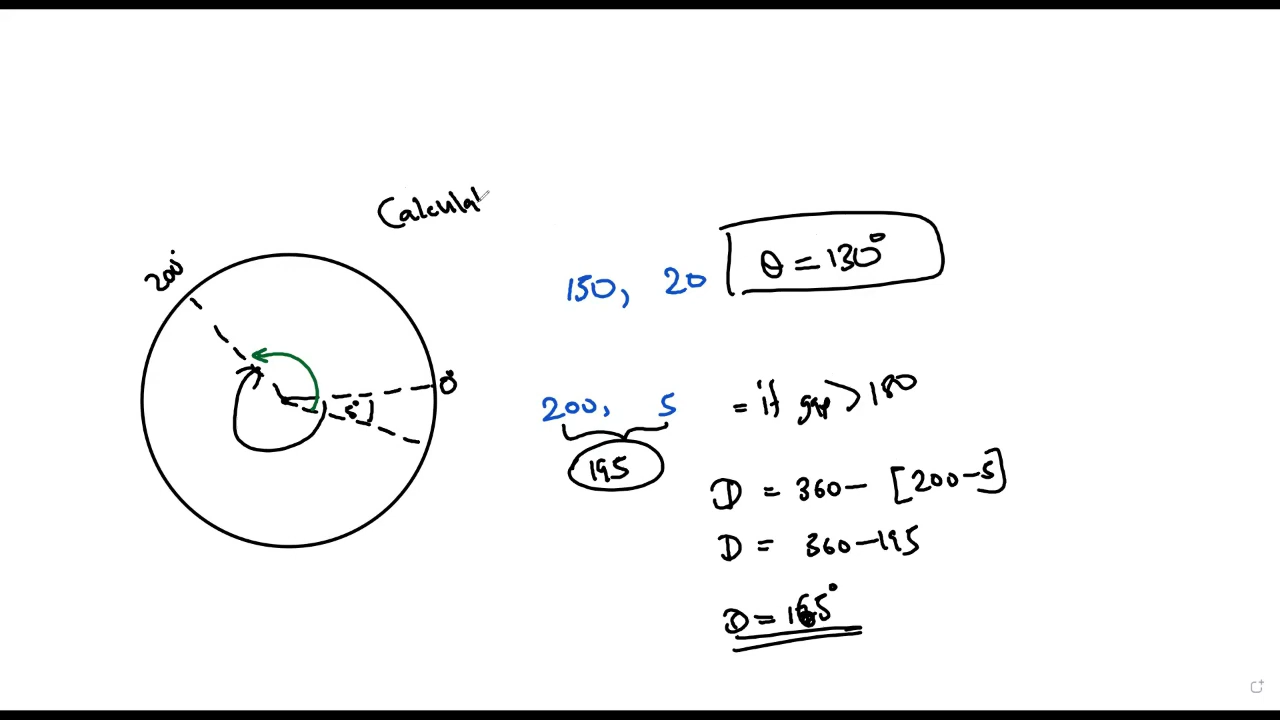 Calculat
200°
150, 20
θ = 130°
0°
5°
200, 5
= if gap > 180
195
D = 360 - [200-5]
D = 360-195
D = 165°